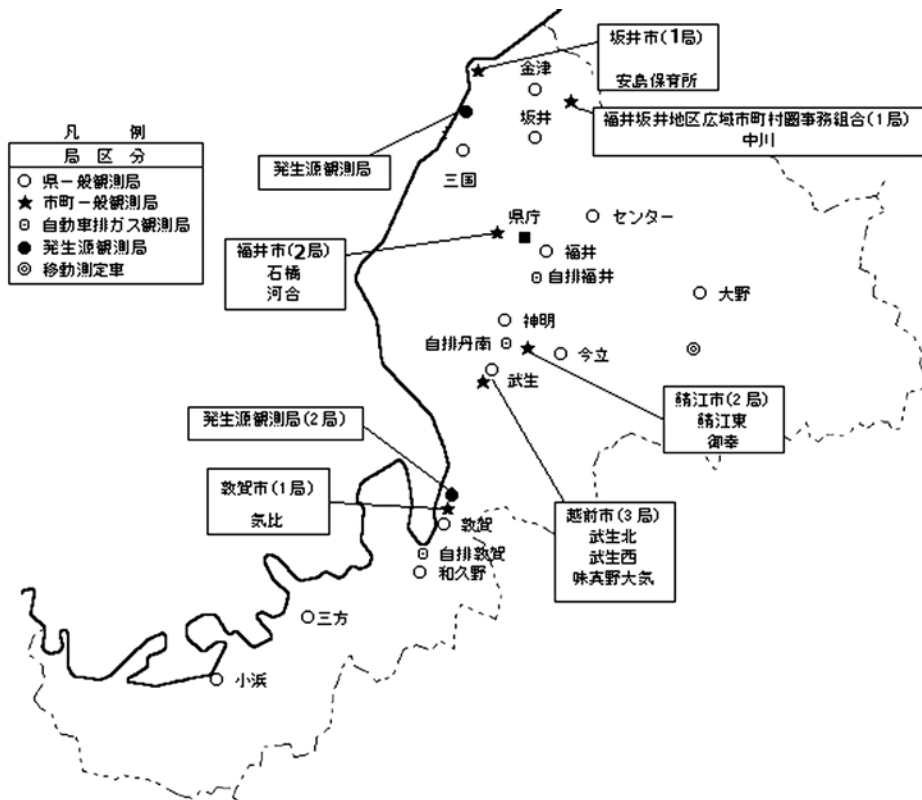 坂井市(1局)
安島保育所
金津
福井坂井地区広域市町村圏事務組合(1局)
中川
坂井
発生源観測局
三国
凡 例
局 区 分
県一般観測局
市町一般観測局
自動車排ガス観測局
発生源観測局
移動測定車
県庁
センター
福井市(2局)
石橋
河合
福井
自排福井
大野
神明
自排丹南
今立
武生
鯖江市(2局)
鯖江東
御幸
発生源観測局(2局)
敦賀市(1局)
気比
敦賀
越前市(3局)
武生北
武生西
味真野大気
自排敦賀
和久野
三方
小浜